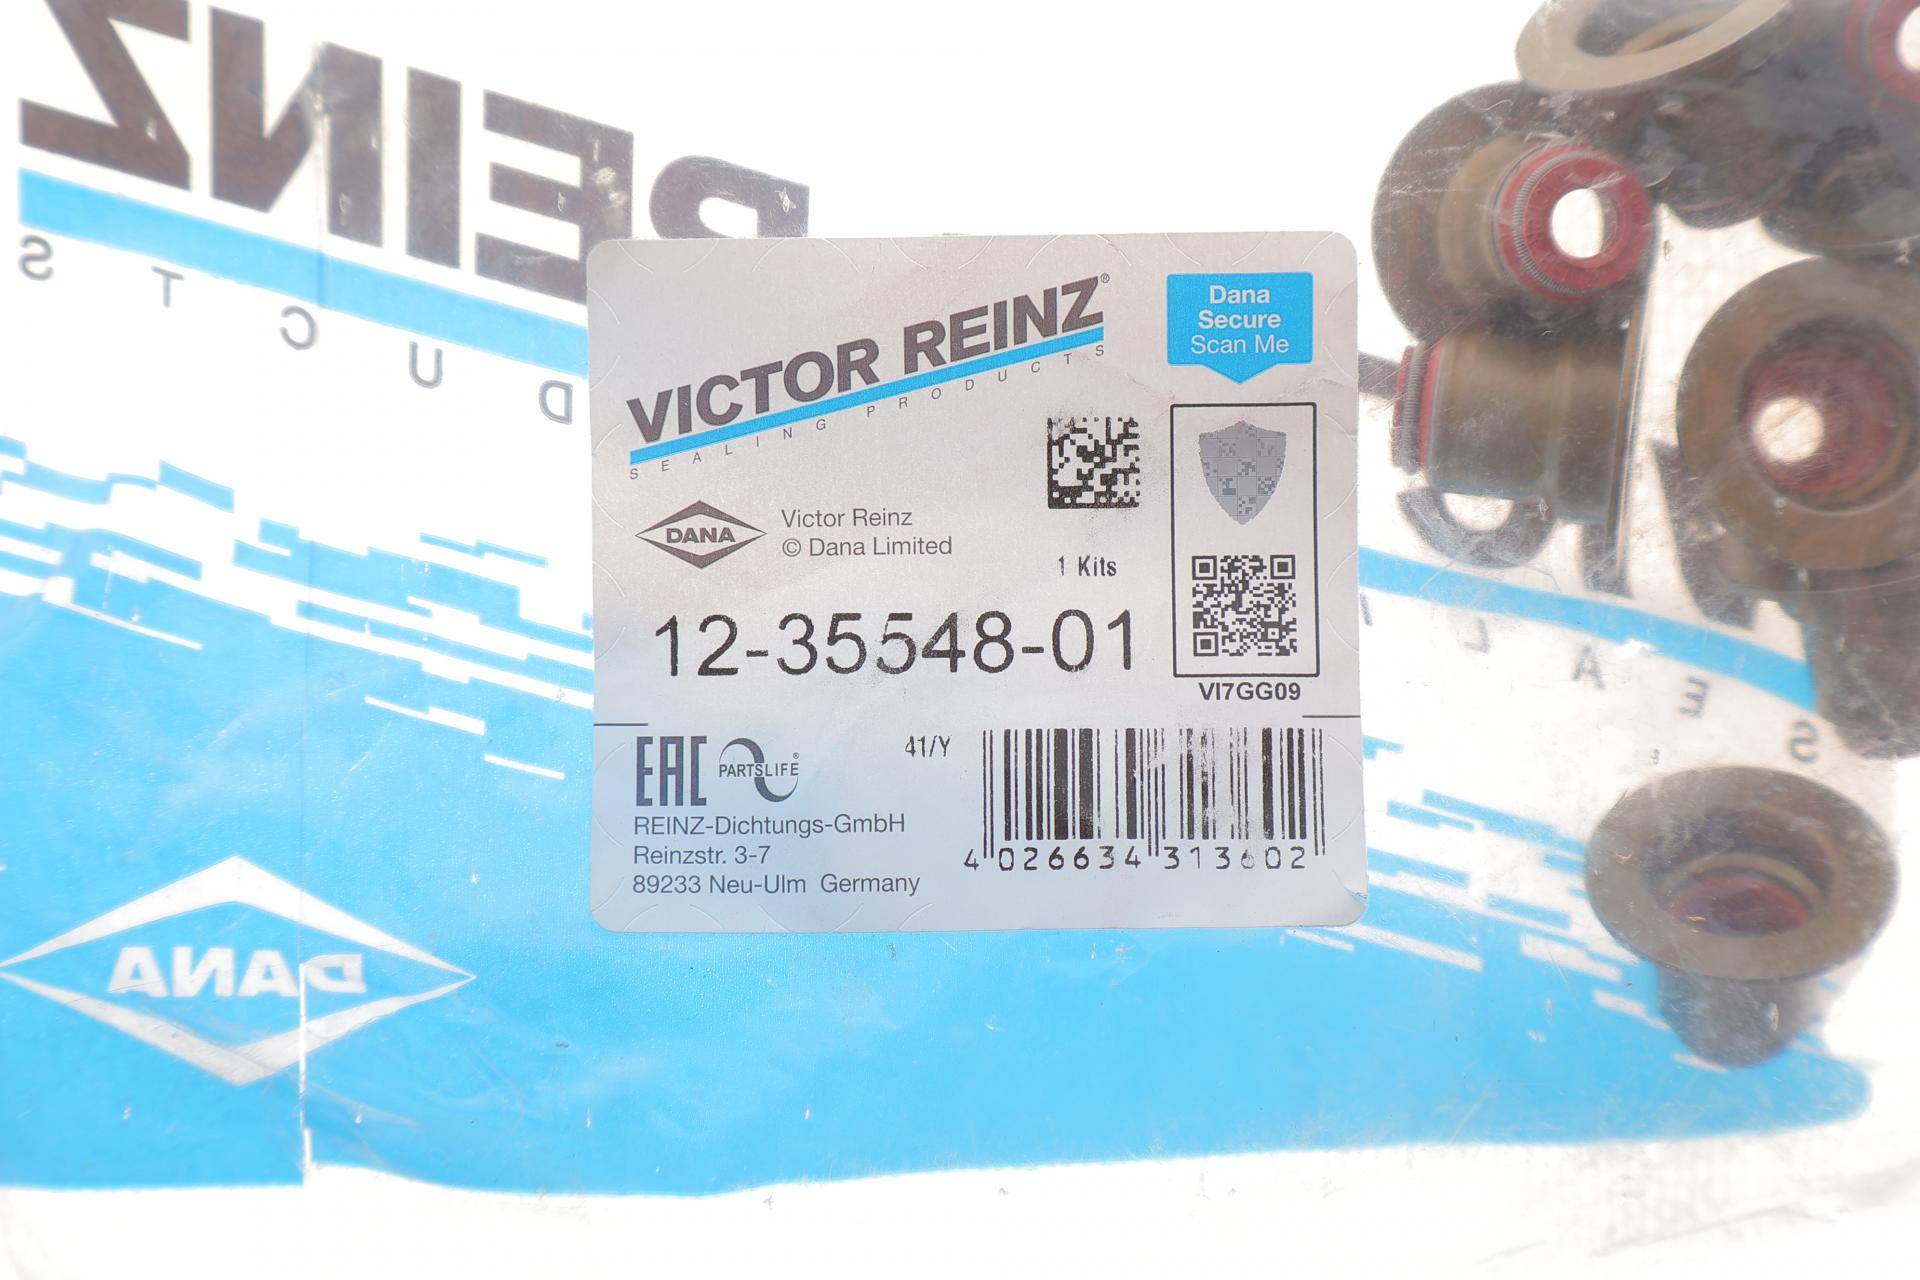 REINZ
D U C T S
VICTOR REINZ®
SEALING PRODUCTS
Dana
Secure
Scan Me
DANA
Victor Reinz
© Dana Limited
1 Kits
12-35548-01
VI7GG09
EAC
PARTSLIFE®
41/Y
REINZ-Dichtungs-GmbH
Reinzstr. 3-7
89233 Neu-Ulm Germany
4 026634 313602
S E A L
DANA